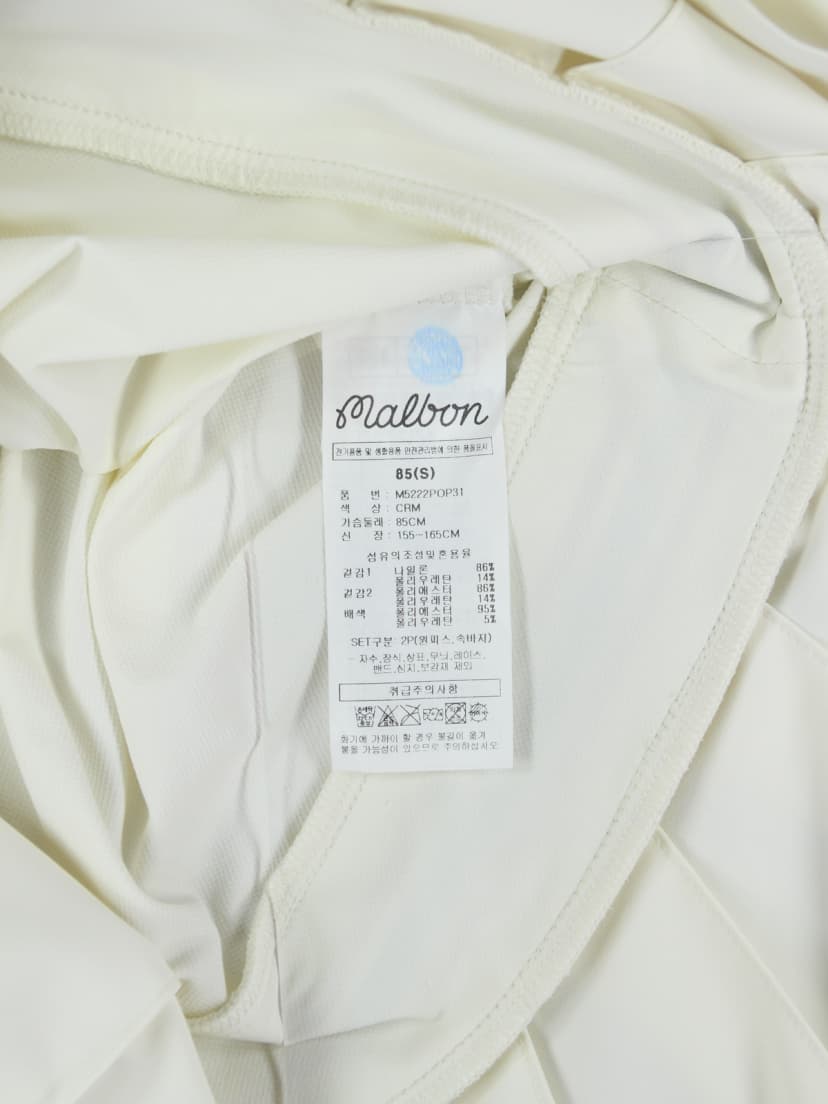 Malbon
전기용품 및 생활용품 안전관리법에 의한 품질표시
85(S)
품 번 : M5222POP31
색 상 : CRM
가슴둘레 : 85CM
신 장 : 155-165CM
섬유의조성및혼용율
겉감1 나일론 86%
폴리우레탄 14%
겉감2 폴리에스터 86%
폴리우레탄 14%
배색 폴리에스터 95%
폴리우레탄 5%
SET구분: 2P(원피스,속바지)
- 자수,장식,상표,무늬,레이스,
밴드,심지,보강재 제외
취급주의사항
화기에 가까이 할 경우 불길이 옮겨
붙을 가능성이 있으므로 주의하십시오